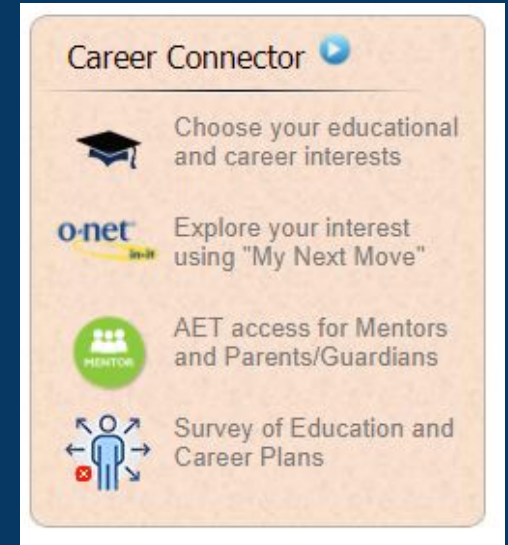 Career Connector
Choose your educational
and career interests
o·net
in-it
Explore your interest
using "My Next Move"
MENTOR
AET access for Mentors
and Parents/Guardians
Survey of Education and
Career Plans